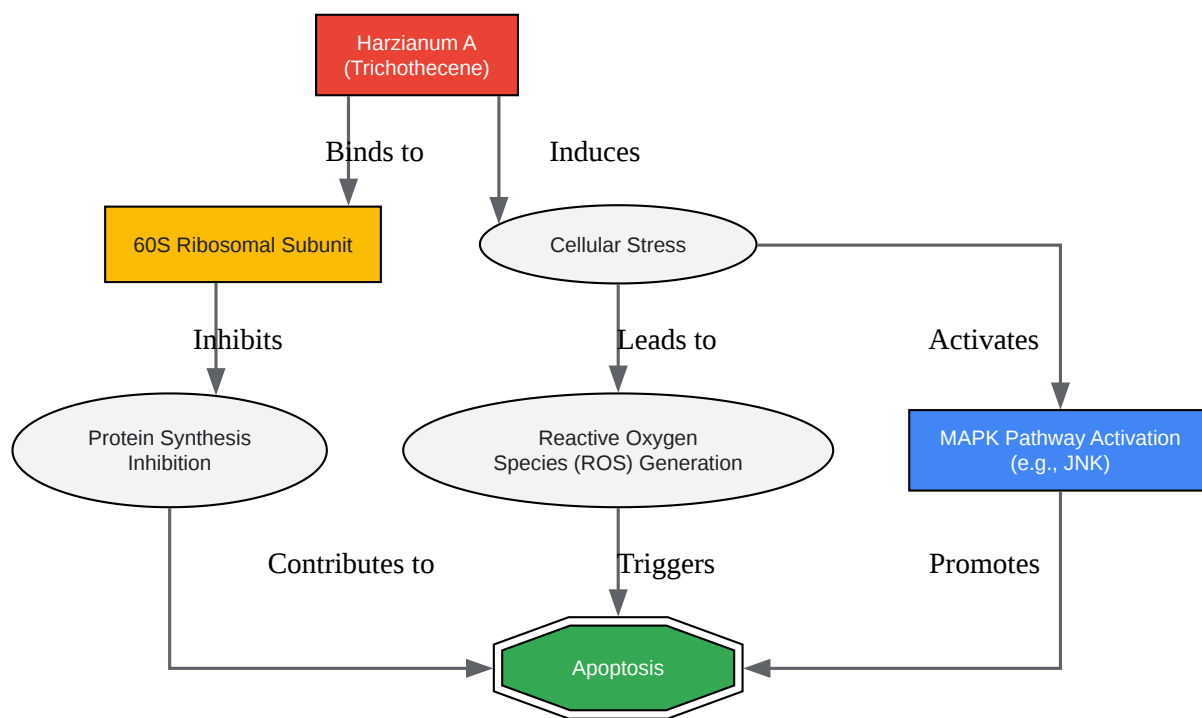 Harzianum A
(Trichothecene)
Binds to
Induces
60S Ribosomal Subunit
Cellular Stress
Inhibits
Leads to
Activates
Protein Synthesis
Inhibition
Reactive Oxygen
Species (ROS) Generation
MAPK Pathway Activation
(e.g., JNK)
Contributes to
Triggers
Promotes
Apoptosis